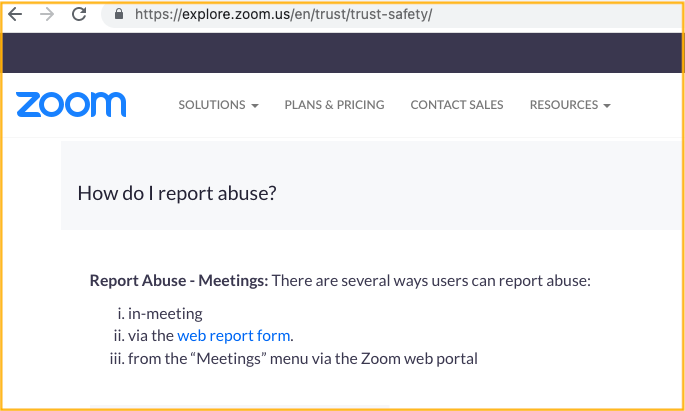 https://explore.zoom.us/en/trust/trust-safety/
zoom SOLUTIONS PLANS & PRICING CONTACT SALES RESOURCES
How do I report abuse?
Report Abuse - Meetings: There are several ways users can report abuse:
i. in-meeting
ii. via the web report form.
iii. from the “Meetings” menu via the Zoom web portal